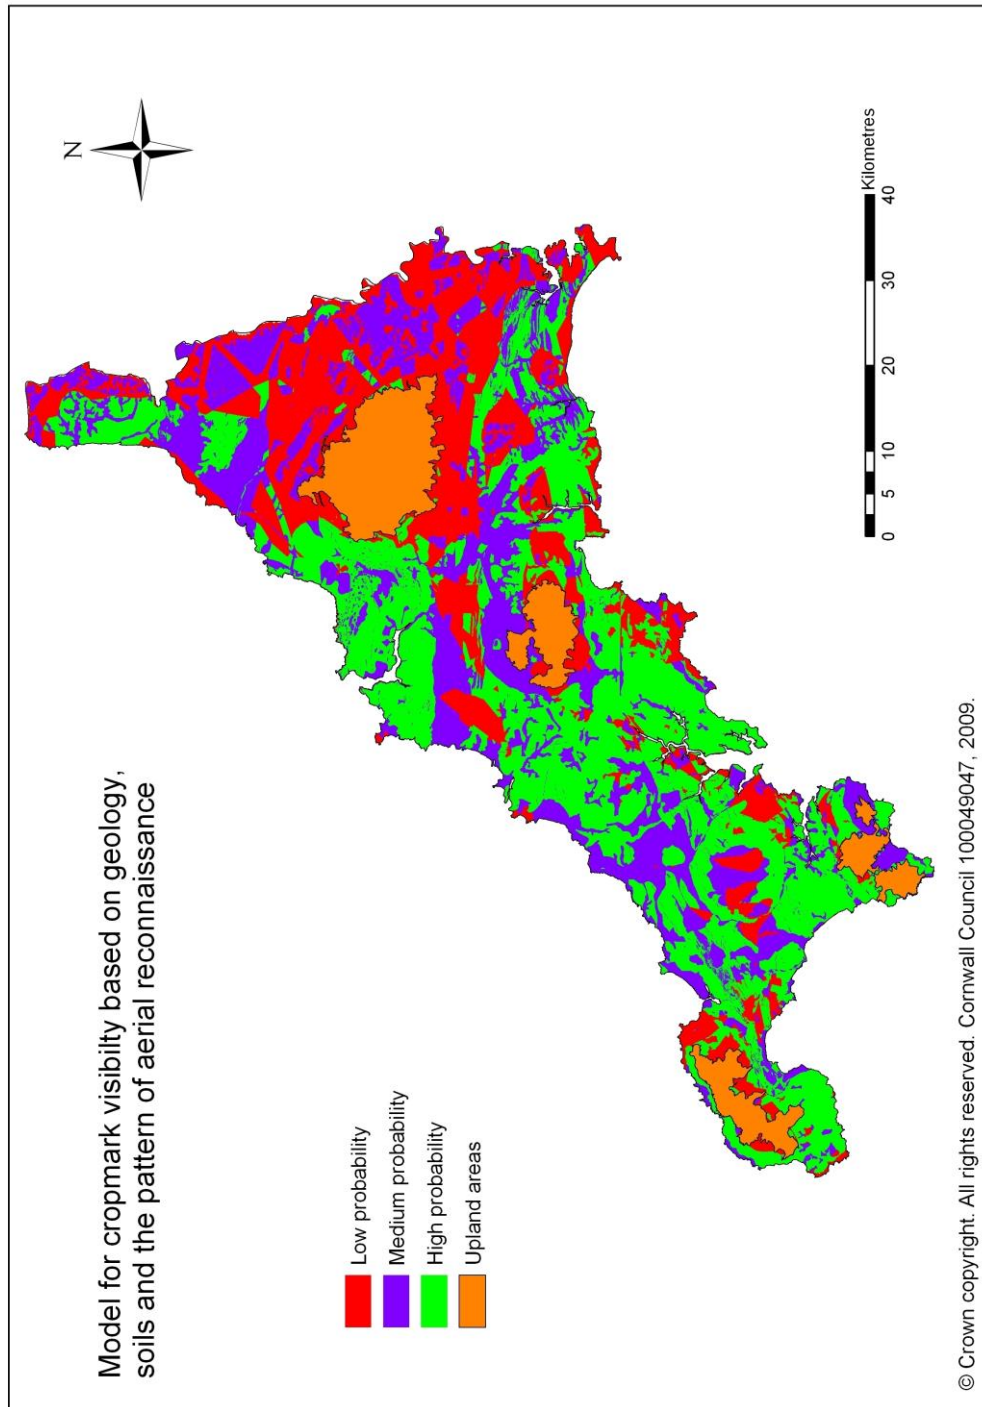 Model for cropmark visibilty based on geology,
soils and the pattern of aerial reconnaissance
N
Low probability
Medium probability
High probability
Upland areas
Kilometres
0 5 10 20 30 40
© Crown copyright. All rights reserved. Cornwall Council 100049047, 2009.